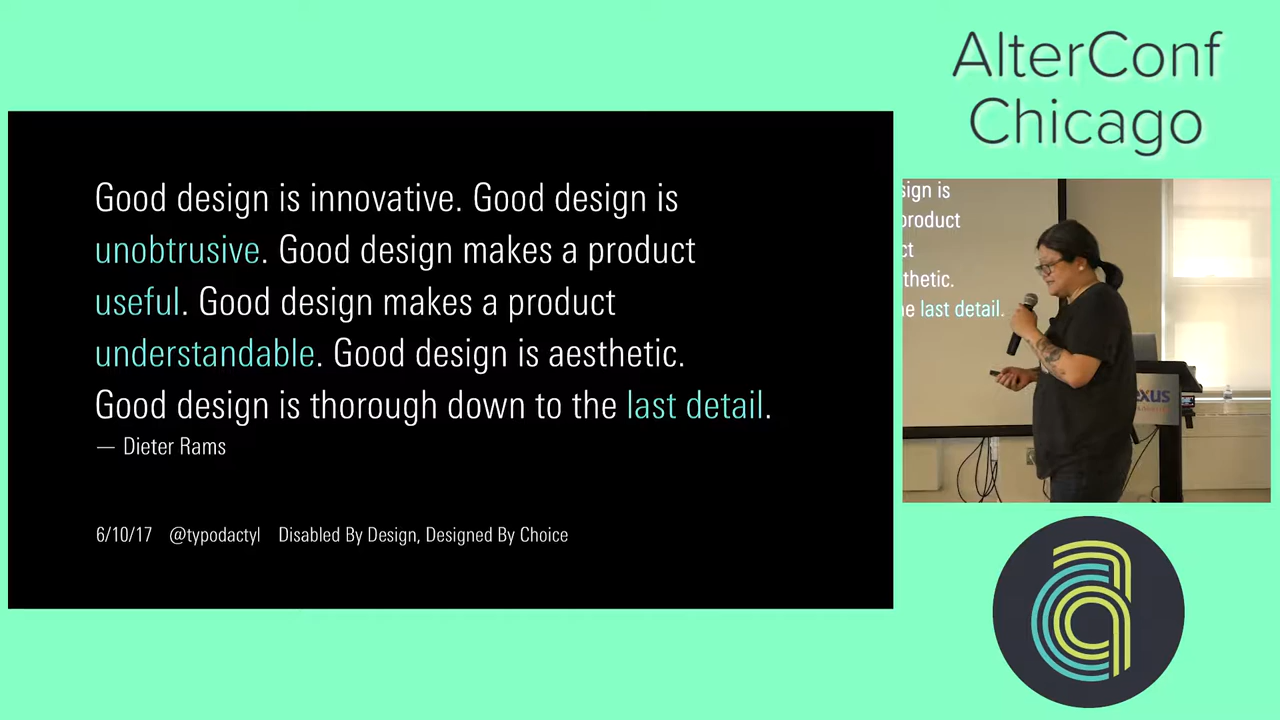 AlterConf
Chicago
Good design is innovative. Good design is
unobtrusive. Good design makes a product
useful. Good design makes a product
understandable. Good design is aesthetic.
Good design is thorough down to the last detail.
— Dieter Rams
6/10/17 @typodactyl Disabled By Design, Designed By Choice
sign is
product
ct
thetic.
e last detail.
exus